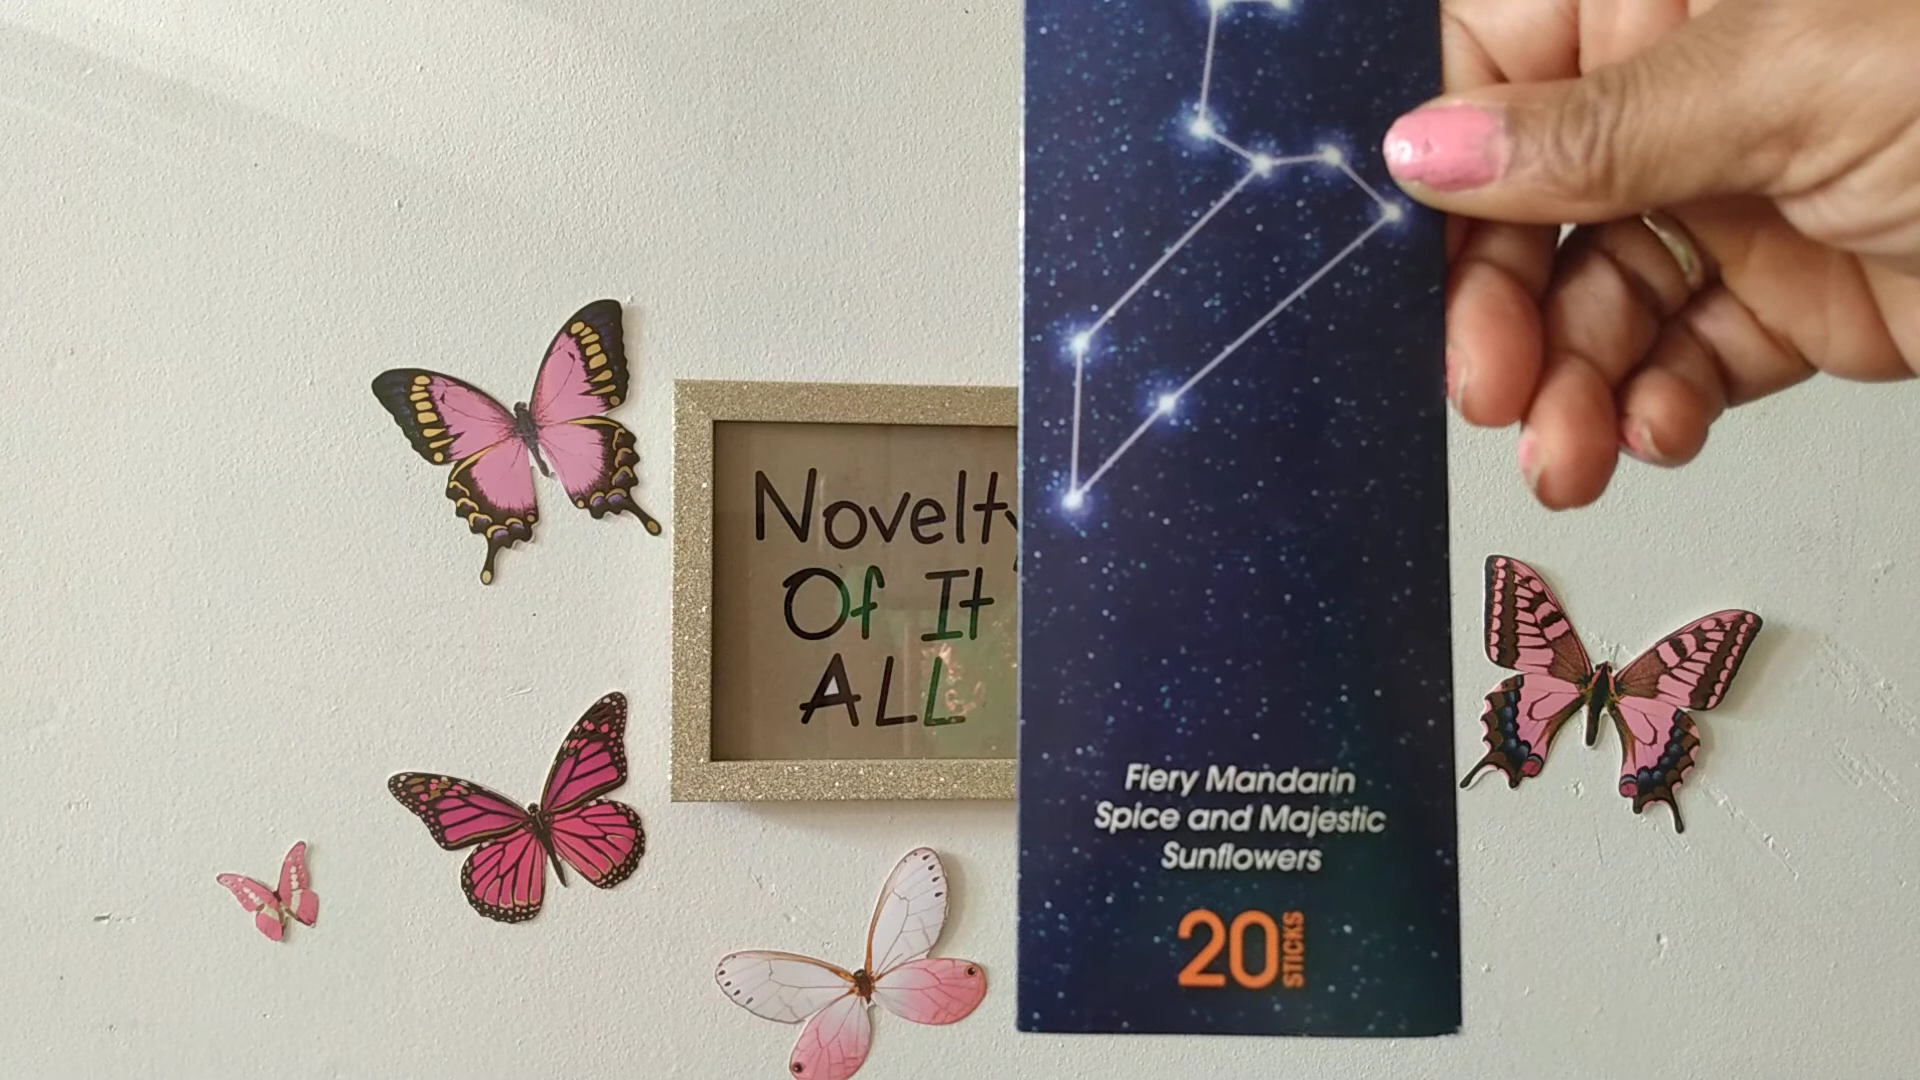 Novelty
Of It
ALL
Fiery Mandarin
Spice and Majestic
Sunflowers
20 STICKS